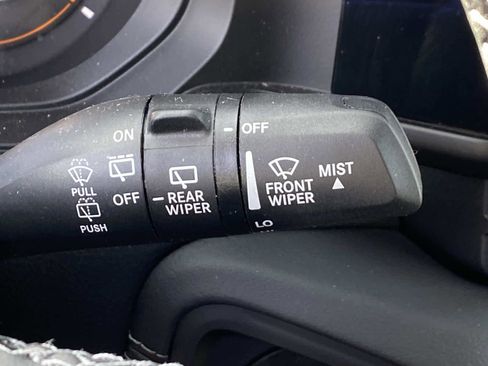 ON
OFF
PULL
OFF
REAR
WIPER
FRONT
WIPER
MIST
PUSH
LO